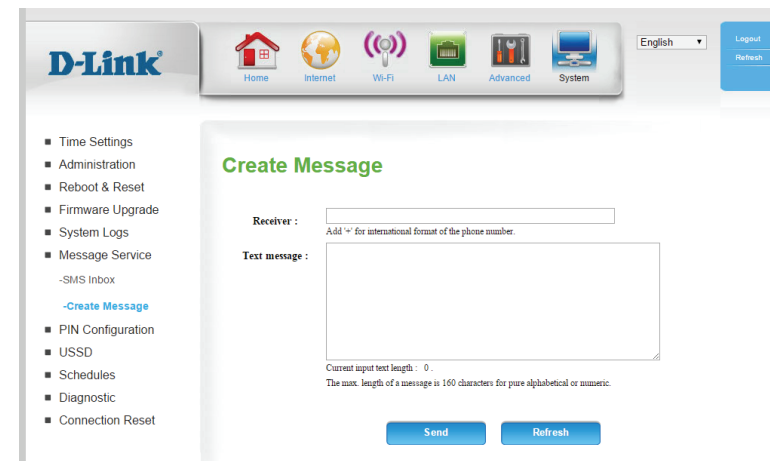 D-Link®
Home
Internet
Wi-Fi
LAN
Advanced
System
English
Logout
Refresh
Time Settings
Administration
Reboot & Reset
Firmware Upgrade
System Logs
Message Service
-SMS Inbox
-Create Message
PIN Configuration
USSD
Schedules
Diagnostic
Connection Reset
Create Message
Receiver :
Add '+' for international format of the phone number.
Text message :
Current input text length : 0 .
The max. length of a message is 160 characters for pure alphabetical or numeric.
Send
Refresh